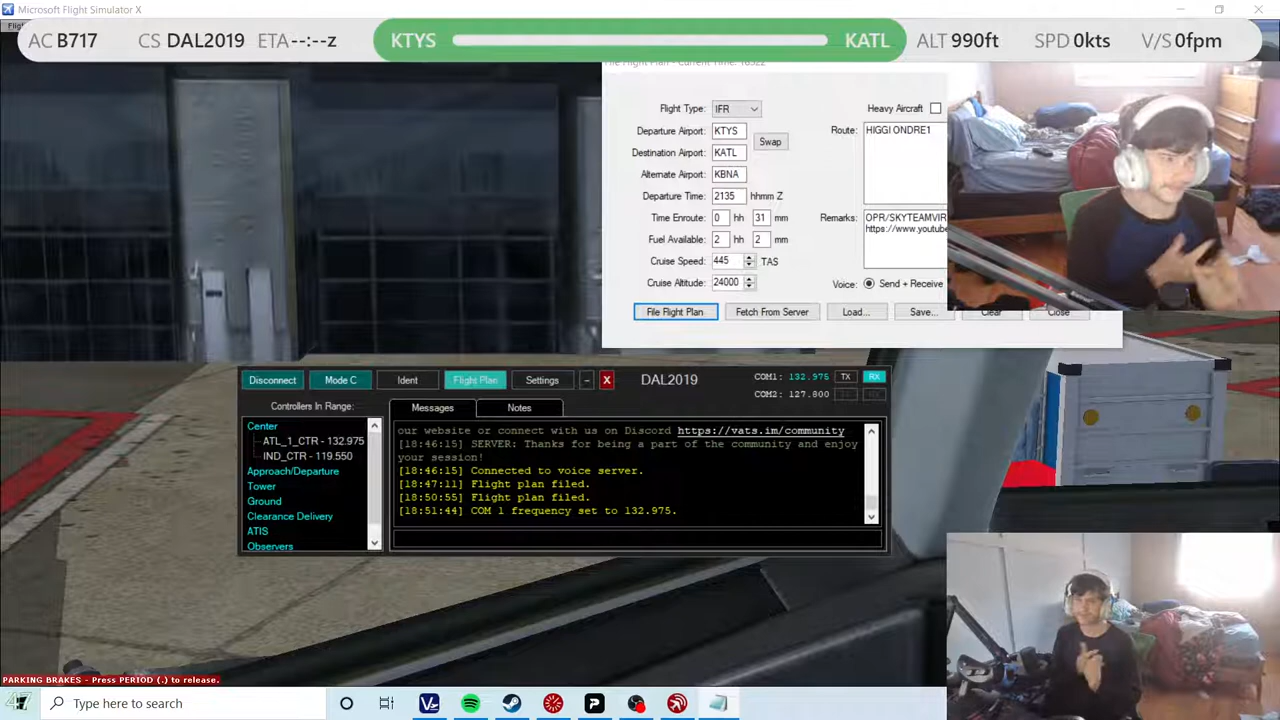 Microsoft Flight Simulator X
AC B717 CS DAL2019 ETA--:--z KTYS KATL ALT 990ft SPD 0kts V/S 0fpm
Flight Type: IFR Heavy Aircraft
Departure Airport: KTYS Swap Route: HIGGI ONDRE1
Destination Airport: KATL
Alternate Airport: KBNA
Departure Time: 2135 hhmm Z
Time Enroute: 0 hh 31 mm Remarks: OPR/SKYTEAMVIR
https://www.youtube
Fuel Available: 2 hh 2 mm
Cruise Speed: 445 TAS
Cruise Altitude: 24000 Voice: Send + Receive
File Flight Plan Fetch From Server Load... Save... Clear Close
Disconnect Mode C Ident Flight Plan Settings – X DAL2019 COM1: 132.975 TX RX
COM2: 127.800
Controllers In Range: Messages Notes
Center
ATL_1_CTR - 132.975
IND_CTR - 119.550
Approach/Departure
Tower
Ground
Clearance Delivery
ATIS
Observers
our website or connect with us on Discord https://vats.im/community
[18:46:15] SERVER: Thanks for being a part of the community and enjoy
your session!
[18:46:15] Connected to voice server.
[18:47:11] Flight plan filed.
[18:50:55] Flight plan filed.
[18:51:44] COM 1 frequency set to 132.975.
PARKING BRAKES - Press PERIOD (.) to release.
Type here to search